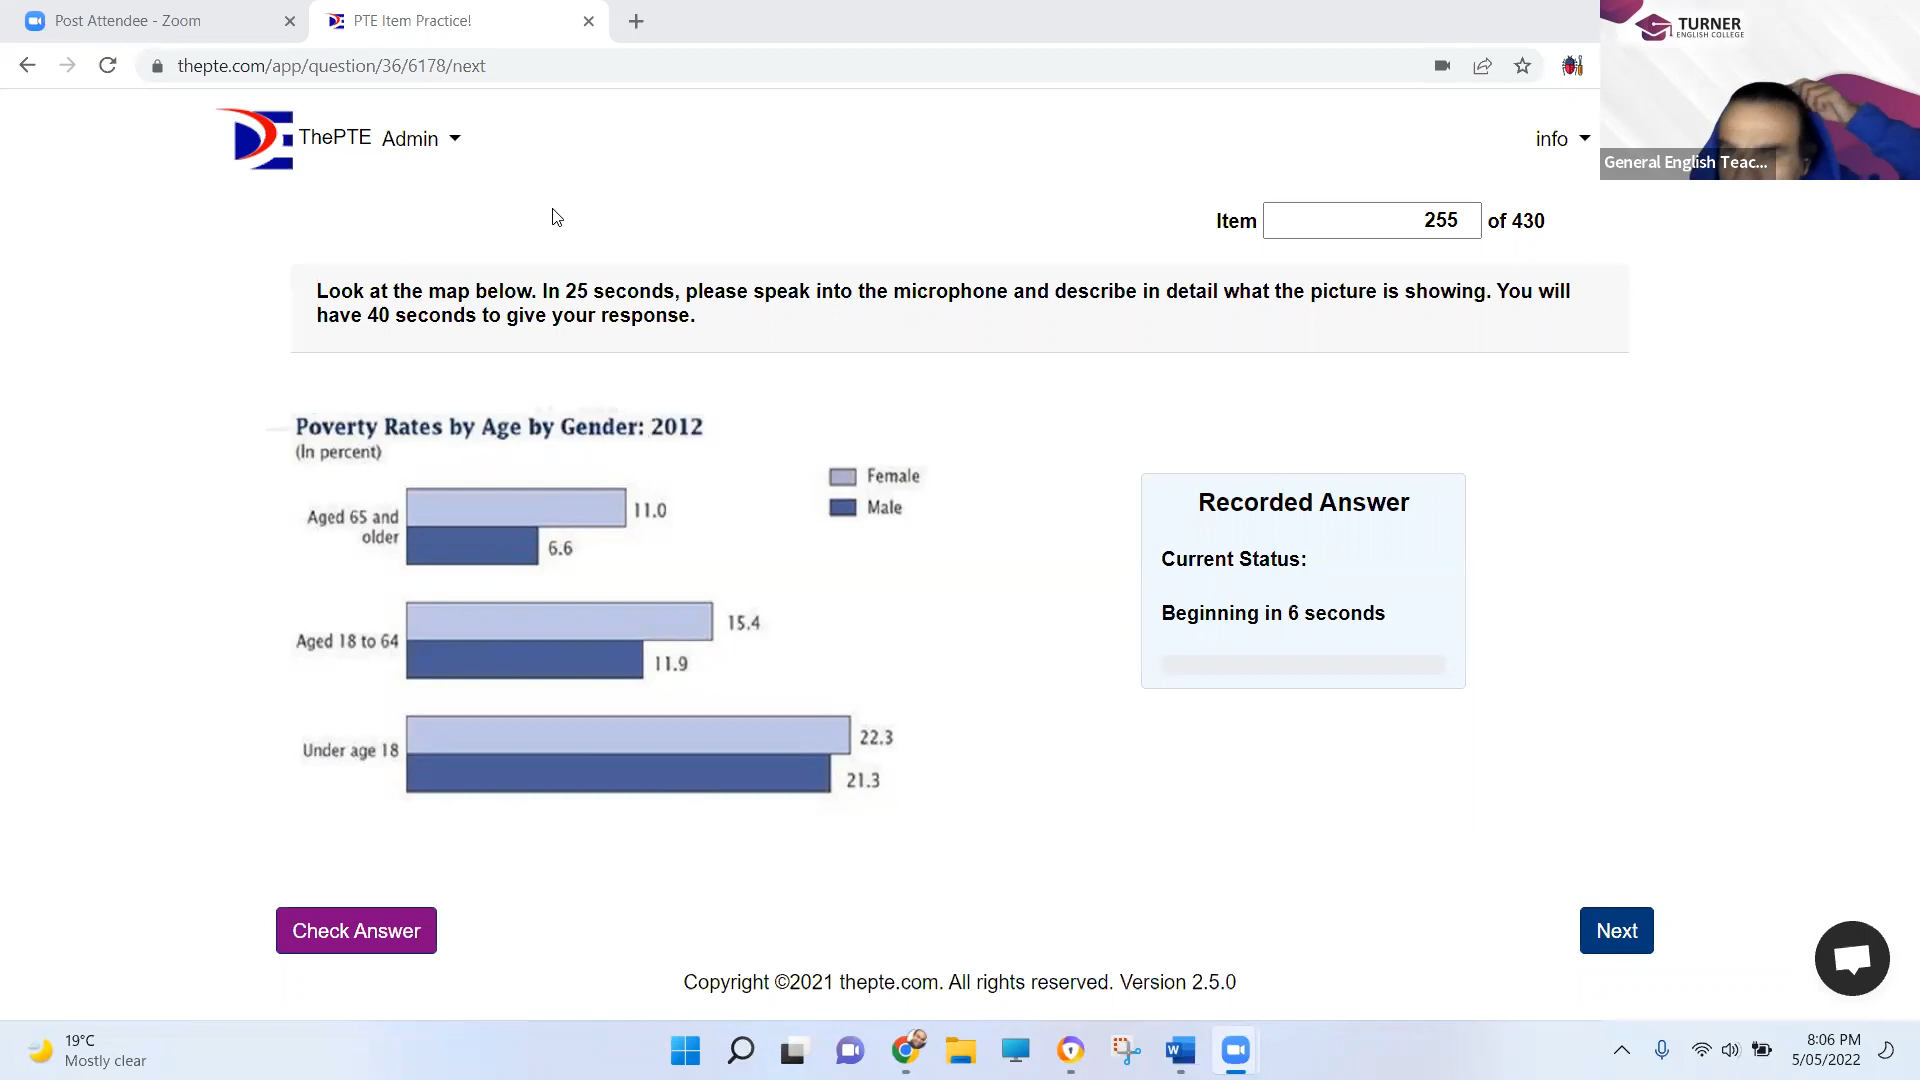 Post Attendee - Zoom
PTE Item Practice!
thepte.com/app/question/36/6178/next
TURNER
ENGLISH COLLEGE
General English Teac...
ThePTE Admin
info
Item 255 of 430
Look at the map below. In 25 seconds, please speak into the microphone and describe in detail what the picture is showing. You will
have 40 seconds to give your response.
Poverty Rates by Age by Gender: 2012
(In percent)
Female
Male
Aged 65 and
older
11.0
6.6
Aged 18 to 64
15.4
11.9
Under age 18
22.3
21.3
Recorded Answer
Current Status:
Beginning in 6 seconds
Check Answer
Next
Copyright ©2021 thepte.com. All rights reserved. Version 2.5.0
19°C
Mostly clear
8:06 PM
5/05/2022